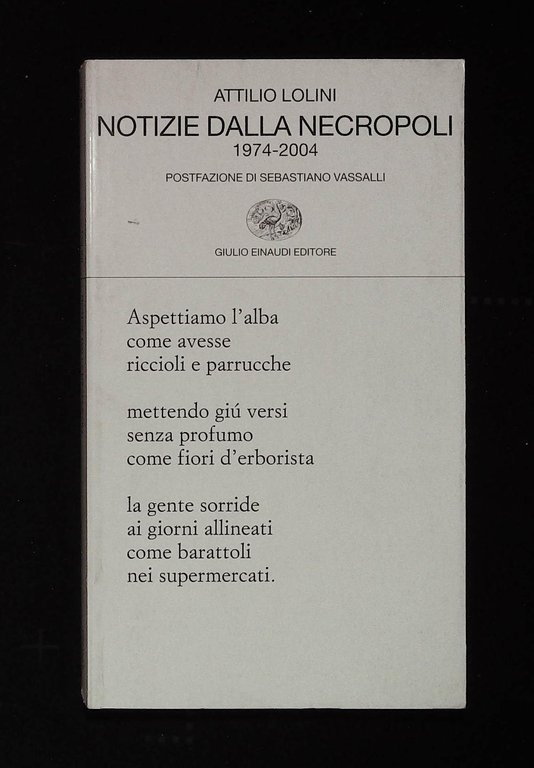 ATTILIO LOLINI
NOTIZIE DALLA NECROPOLI
1974-2004
POSTFAZIONE DI SEBASTIANO VASSALLI
GIULIO EINAUDI EDITORE
Aspettiamo l'alba
come avesse
riccioli e parrucche
mettendo giú versi
senza profumo
come fiori d'erborista
la gente sorride
ai giorni allineati
come barattoli
nei supermercati.